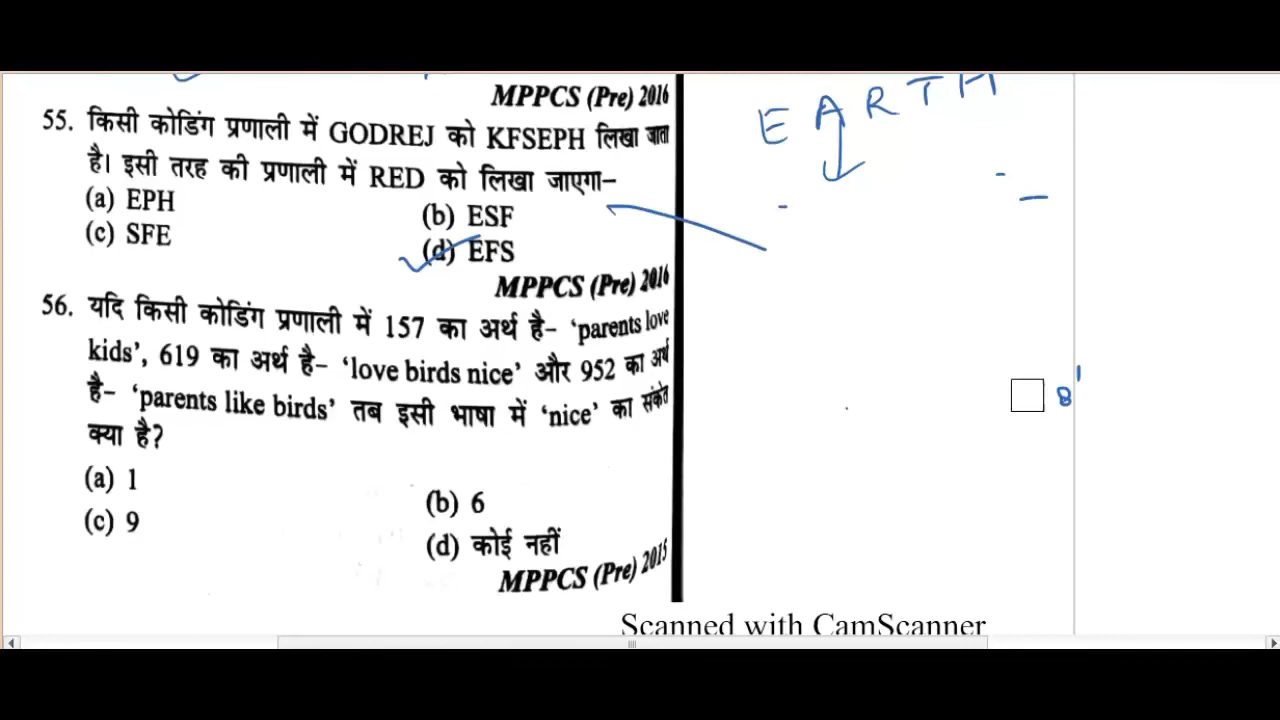 MPPCS (Pre) 2016
55. किसी कोडिंग प्रणाली में GODREJ को KFSEPH लिखा जाता
है। इसी तरह की प्रणाली में RED को लिखा जाएगा–
(a) EPH
(b) ESF
(c) SFE
(d) EFS
MPPCS (Pre) 2016
56. यदि किसी कोडिंग प्रणाली में 157 का अर्थ है– ‘parents love
kids’, 619 का अर्थ है– ‘love birds nice’ और 952 का अर्थ
है– ‘parents like birds’ तब इसी भाषा में ‘nice’ का संकेत
क्या है?
(a) 1
(b) 6
(c) 9
(d) कोई नहीं
MPPCS (Pre) 2015
EARTH
8'
Scanned with CamScanner